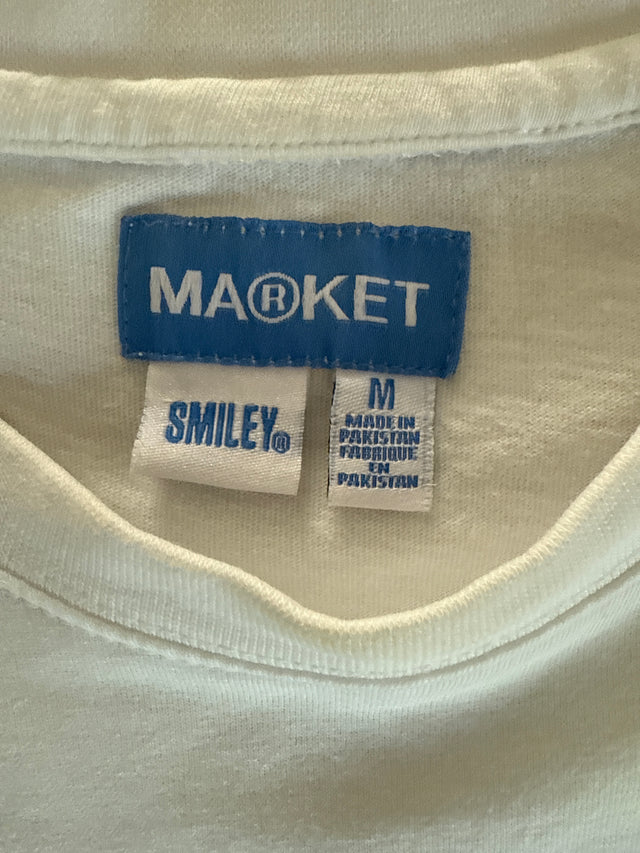 MA®KET
SMILEY®
M
MADE IN
PAKISTAN
FABRIQUE
EN
PAKISTAN